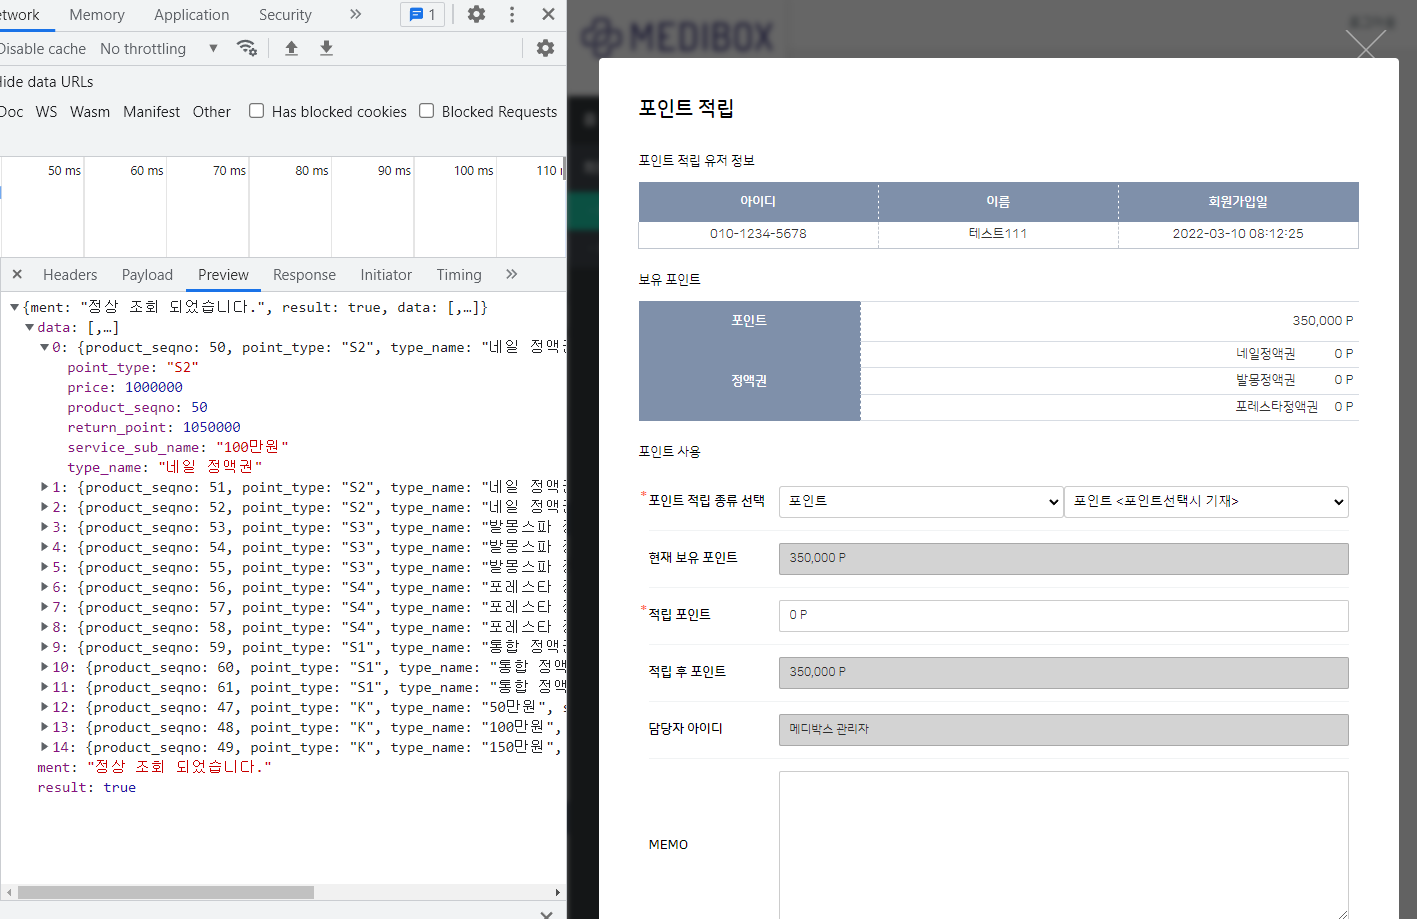 etwork Memory Application Security » 1
Disable cache No throttling ▼
Hide data URLs
Doc WS Wasm Manifest Other Has blocked cookies Blocked Requests
50 ms 60 ms 70 ms 80 ms 90 ms 100 ms 110 r
Headers Payload Preview Response Initiator Timing »
▼{ment: "정상 조회 되었습니다.", result: true, data: [,…]}
▼data: [,…]
▼0: {product_seqno: 50, point_type: "S2", type_name: "네일 정액권
point_type: "S2"
price: 1000000
product_seqno: 50
return_point: 1050000
service_sub_name: "100만원"
type_name: "네일 정액권"
▶1: {product_seqno: 51, point_type: "S2", type_name: "네일 정액권
▶2: {product_seqno: 52, point_type: "S2", type_name: "네일 정액권
▶3: {product_seqno: 53, point_type: "S3", type_name: "발몽스파 정
▶4: {product_seqno: 54, point_type: "S3", type_name: "발몽스파 정
▶5: {product_seqno: 55, point_type: "S3", type_name: "발몽스파 정
▶6: {product_seqno: 56, point_type: "S4", type_name: "포레스타 정
▶7: {product_seqno: 57, point_type: "S4", type_name: "포레스타 정
▶8: {product_seqno: 58, point_type: "S4", type_name: "포레스타 정
▶9: {product_seqno: 59, point_type: "S1", type_name: "통합 정액권
▶10: {product_seqno: 60, point_type: "S1", type_name: "통합 정액
▶11: {product_seqno: 61, point_type: "S1", type_name: "통합 정액
▶12: {product_seqno: 47, point_type: "K", type_name: "50만원", s
▶13: {product_seqno: 48, point_type: "K", type_name: "100만원",
▶14: {product_seqno: 49, point_type: "K", type_name: "150만원",
ment: "정상 조회 되었습니다."
result: true
MEDIBOX
포인트 적립
포인트 적립 유저 정보
아이디 이름 회원가입일
010-1234-5678 테스트111 2022-03-10 08:12:25
보유 포인트
포인트 350,000 P
정액권
네일정액권 0 P
발몽정액권 0 P
포레스타정액권 0 P
포인트 사용
*포인트 적립 종류 선택 포인트 포인트 <포인트선택시 기재>
현재 보유 포인트 350,000 P
*적립 포인트 0 P
적립 후 포인트 350,000 P
담당자 아이디 메디박스 관리자
MEMO